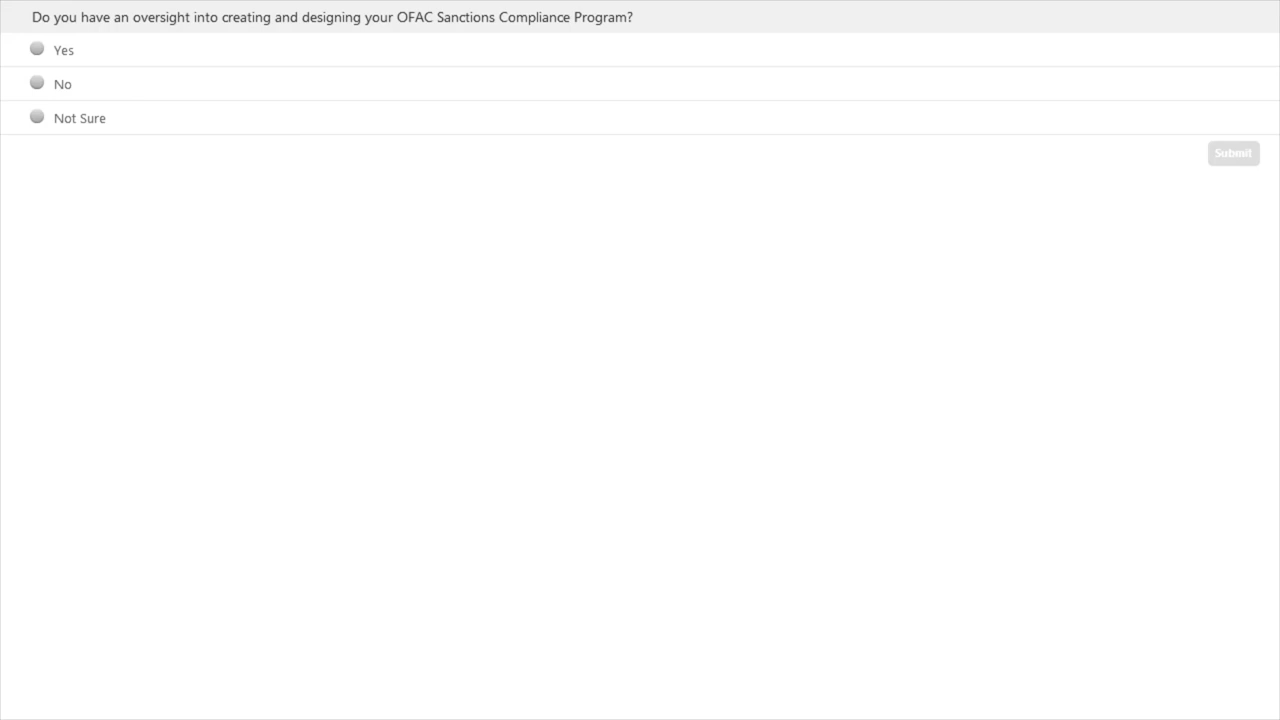 Do you have an oversight into creating and designing your OFAC Sanctions Compliance Program?
Yes
No
Not Sure
Submit